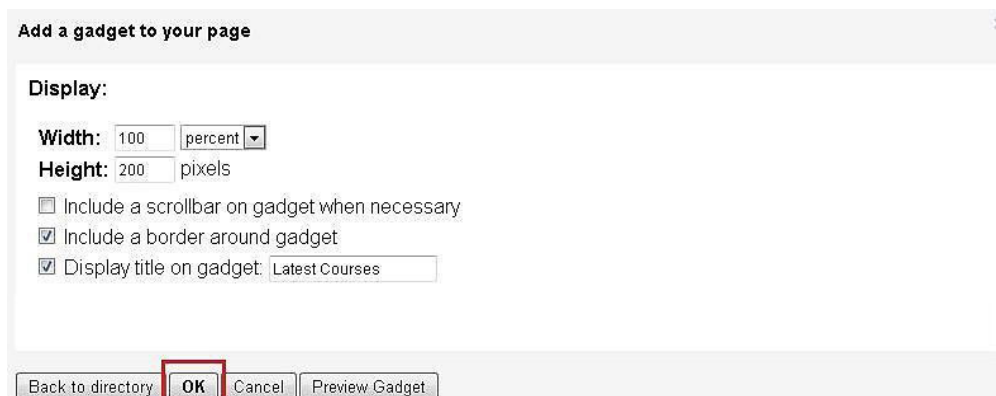 Add a gadget to your page
Display:
Width: 100 percent
Height: 200 pixels
Include a scrollbar on gadget when necessary
Include a border around gadget
Display title on gadget: Latest Courses
Back to directory OK Cancel Preview Gadget